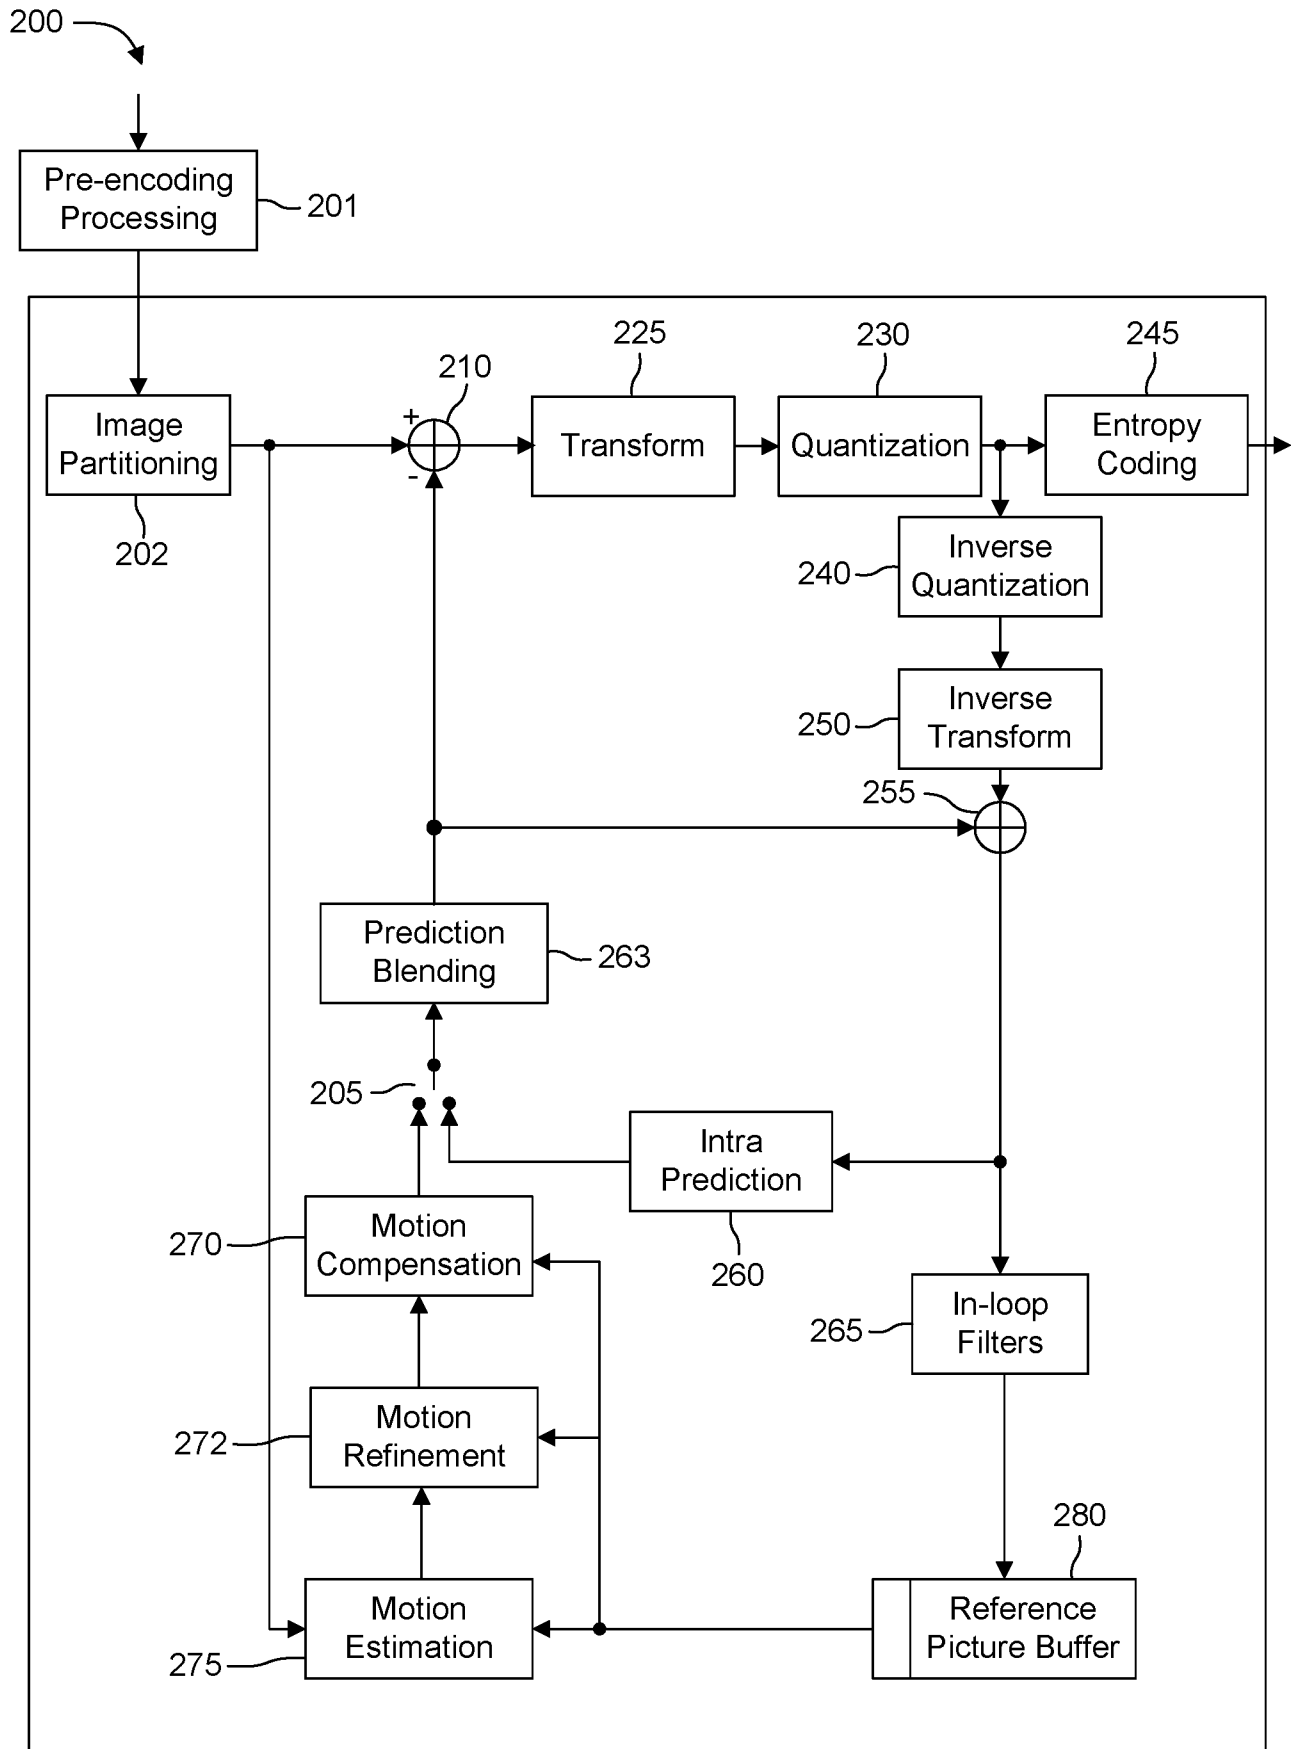 200
Pre-encoding
Processing
201
225
230
245
210
+
Image
Partitioning
-
Transform
Quantization
Entropy
Coding
202
Inverse
Quantization
240
Inverse
Transform
250
255
Prediction
Blending
263
205
Intra
Prediction
260
Motion
Compensation
270
In-loop
Filters
265
Motion
Refinement
272
280
Motion
Estimation
275
Reference
Picture Buffer